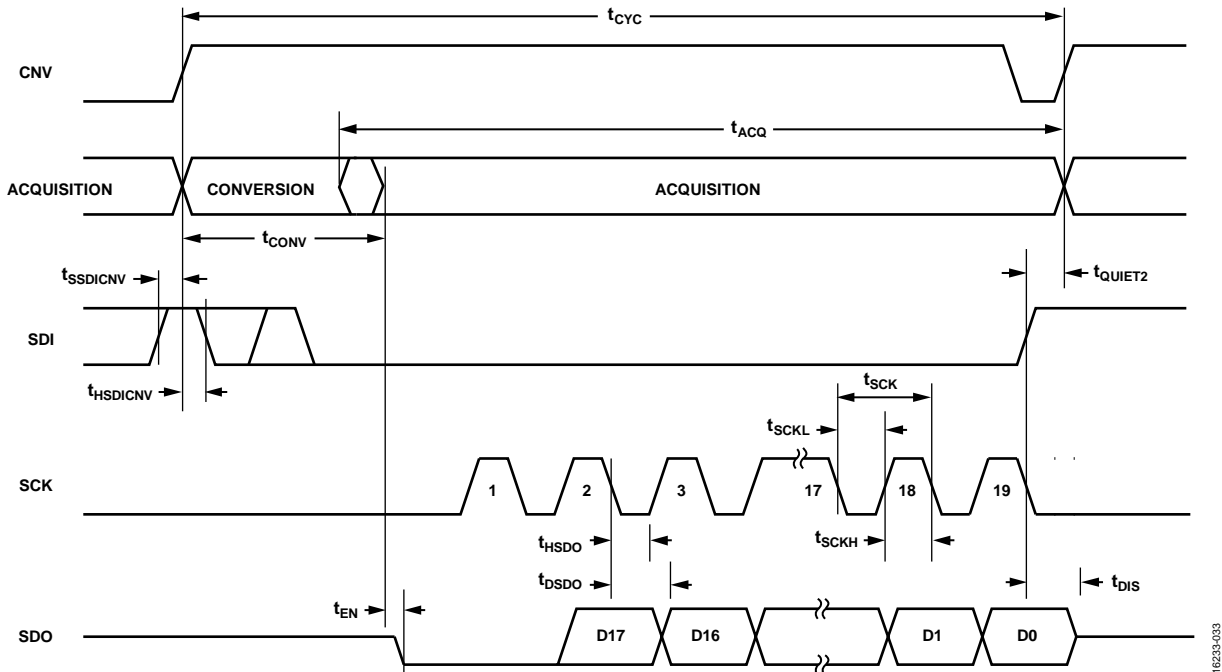 tCYC
CNV
tACQ
ACQUISITION CONVERSION ACQUISITION
tCONV
tSSDICNV
tQUIET2
SDI
tHSDICNV
tSCK
tSCKL
SCK
1 2 3 17 18 19
tHSDO
tSCKH
tDSDO
tDIS
tEN
SDO
D17 D16 D1 D0
16233-033